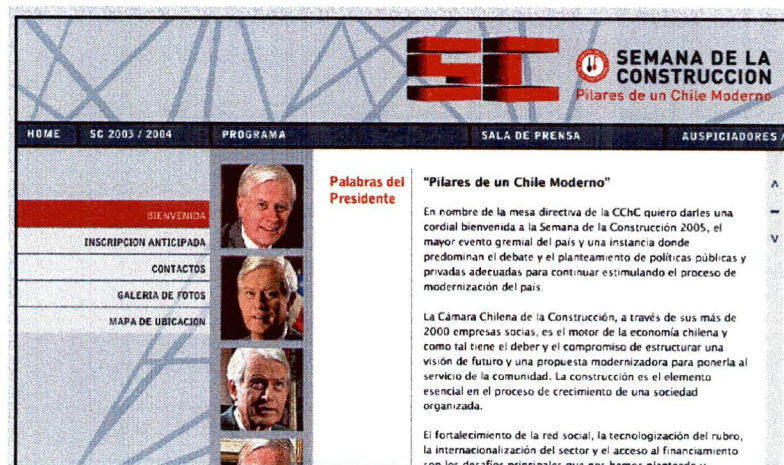 SC
SEMANA DE LA
CONSTRUCCION
Pilares de un Chile Moderno
HOME SC 2003 / 2004 PROGRAMA SALA DE PRENSA AUSPICIADORES /
BIENVENIDA
INSCRIPCION ANTICIPADA
CONTACTOS
GALERIA DE FOTOS
MAPA DE UBICACION
Palabras del
Presidente
"Pilares de un Chile Moderno"
En nombre de la mesa directiva de la CChC quiero darles una
cordial bienvenida a la Semana de la Construcción 2005, el
mayor evento gremial del país y una instancia donde
predominan el debate y el planteamiento de políticas públicas y
privadas adecuadas para continuar estimulando el proceso de
modernización del país.
La Cámara Chilena de la Construcción, a través de sus más de
2000 empresas socias, es el motor de la economía chilena y
como tal tiene el deber y el compromiso de estructurar una
visión de futuro y una propuesta modernizadora para ponerla al
servicio de la comunidad. La construcción es el elemento
esencial en el proceso de crecimiento de una sociedad
organizada.
El fortalecimiento de la red social, la tecnologización del rubro,
la internacionalización del sector y el acceso al financiamiento
son los desafíos principales que nos hemos planteado y